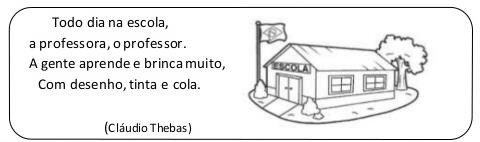 Todo dia na escola,
a professora, o professor.
A gente aprende e brinca muito,
Com desenho, tinta e cola.
(Cláudio Thebas)
ESCOLA